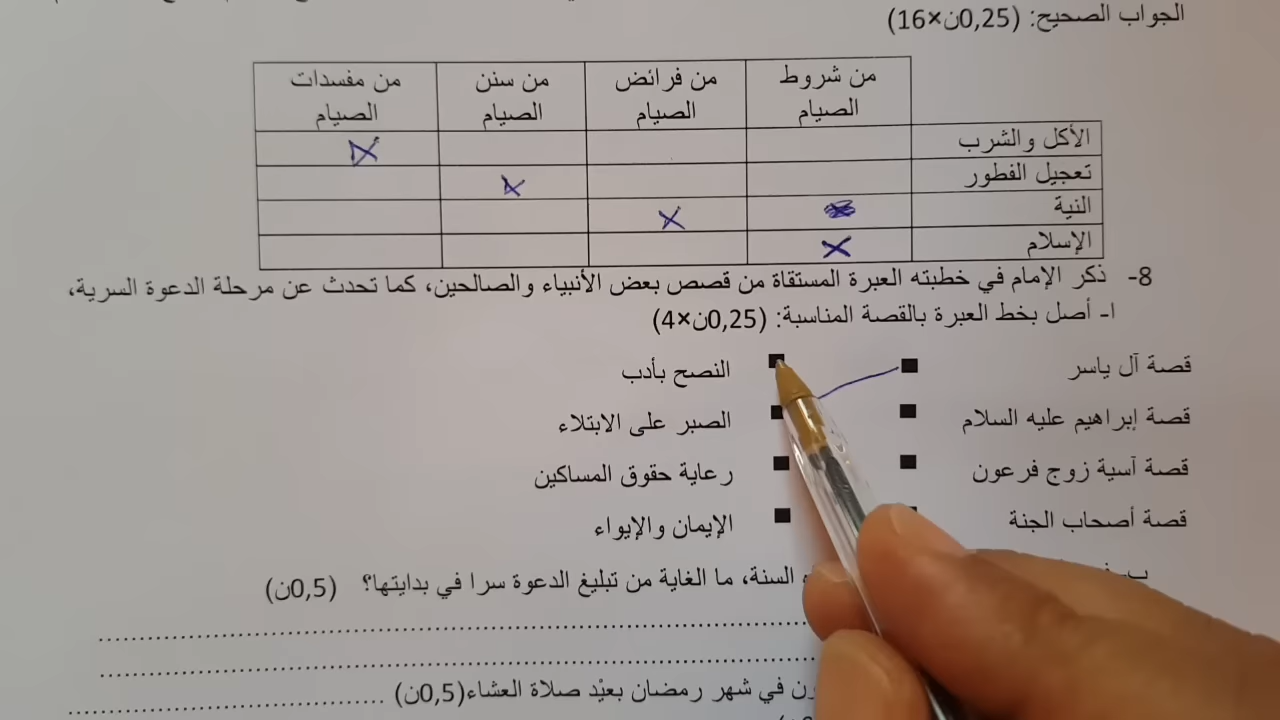 الجواب الصحيح: (0,25ن×16)
من شروط الصيام من فرائض الصيام من سنن الصيام من مفسدات الصيام
الأكل والشرب X
تعجيل الفطور X
النية X
الإسلام X
8- ذكر الإمام في خطبته العبرة المستقاة من قصص بعض الأنبياء والصالحين، كما تحدث عن مرحلة الدعوة السرية،
ا- أصل بخط العبرة بالقصة المناسبة: (0,25ن×4)
قصة آل ياسر ■ ■ النصح بأدب
قصة إبراهيم عليه السلام ■ ■ الصبر على الابتلاء
قصة آسية زوج فرعون ■ ■ رعاية حقوق المساكين
قصة أصحاب الجنة ■ ■ الإيمان والإيواء
السنة، ما الغاية من تبليغ الدعوة سرا في بدايتها؟ (0,5ن)
في شهر رمضان بعيْد صلاة العشاء(0,5ن)